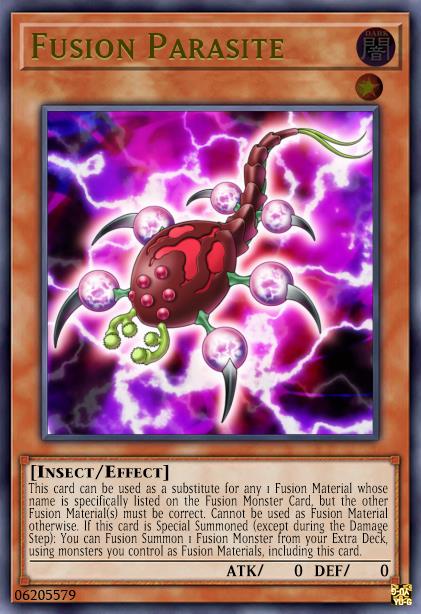 FUSION PARASITE
DARK
闇
[INSECT/EFFECT]
This card can be used as a substitute for any 1 Fusion Material whose
name is specifically listed on the Fusion Monster Card, but the other
Fusion Material(s) must be correct. Cannot be used as Fusion Material
otherwise. If this card is Special Summoned (except during the Damage
Step): You can Fusion Summon 1 Fusion Monster from your Extra Deck,
using monsters you control as Fusion Materials, including this card.
ATK/ 0 DEF/ 0
06205579